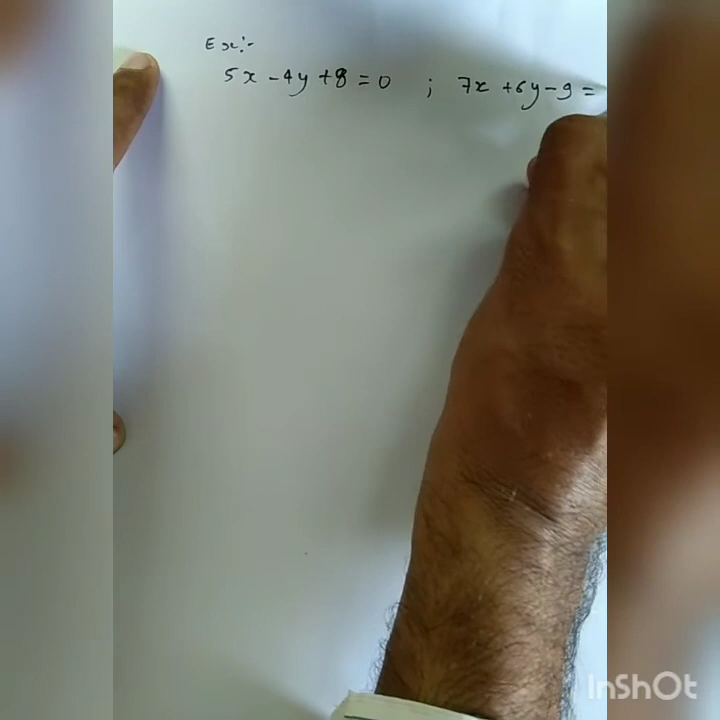 Ex:-
5x - 4y + 8 = 0 ; 7x + 6y - 9 =
InShOt